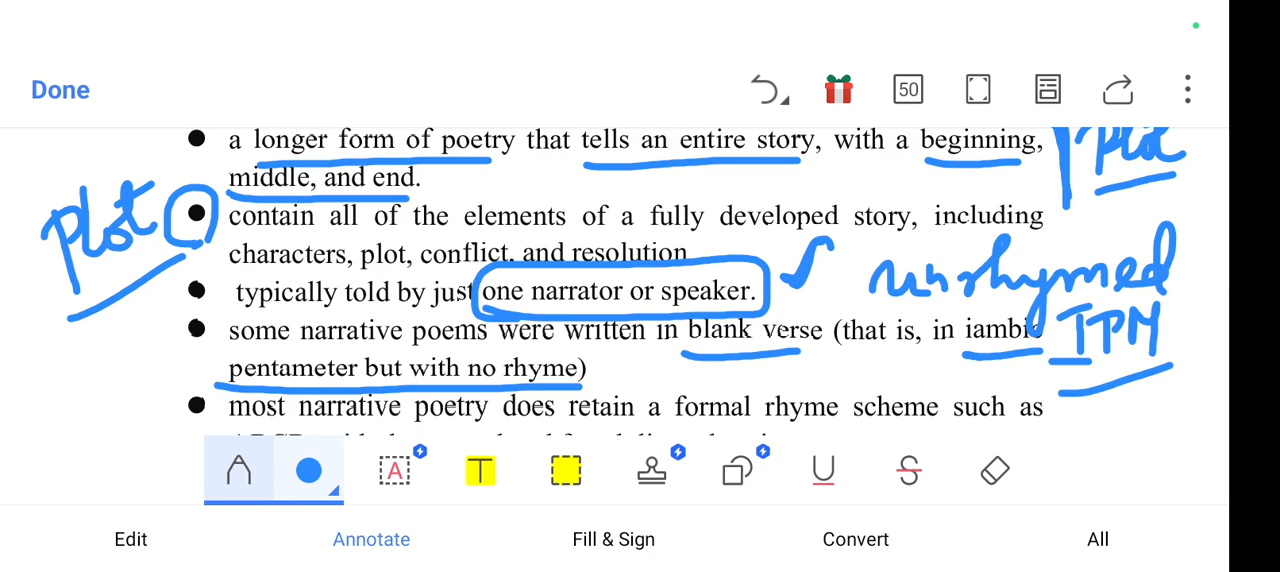 Done
50
a longer form of poetry that tells an entire story, with a beginning,
middle, and end.
plot
plot
contain all of the elements of a fully developed story, including
characters, plot, conflict, and resolution
typically told by just one narrator or speaker.
unrhymed
some narrative poems were written in blank verse (that is, in iambic
IPM
pentameter but with no rhyme)
most narrative poetry does retain a formal rhyme scheme such as
A
T
U
S
Edit
Annotate
Fill & Sign
Convert
All